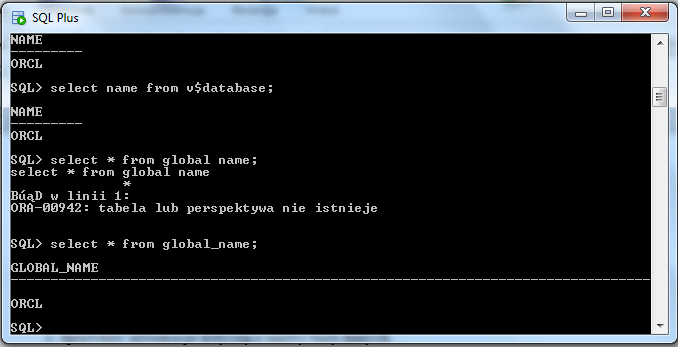 SQL Plus
NAME
---------
ORCL
SQL> select name from v$database;
NAME
---------
ORCL
SQL> select * from global name;
select * from global name
*
BúąD w linii 1:
ORA-00942: tabela lub perspektywa nie istnieje
SQL> select * from global_name;
GLOBAL_NAME
--------------------------------------------------------------------------------
ORCL
SQL>